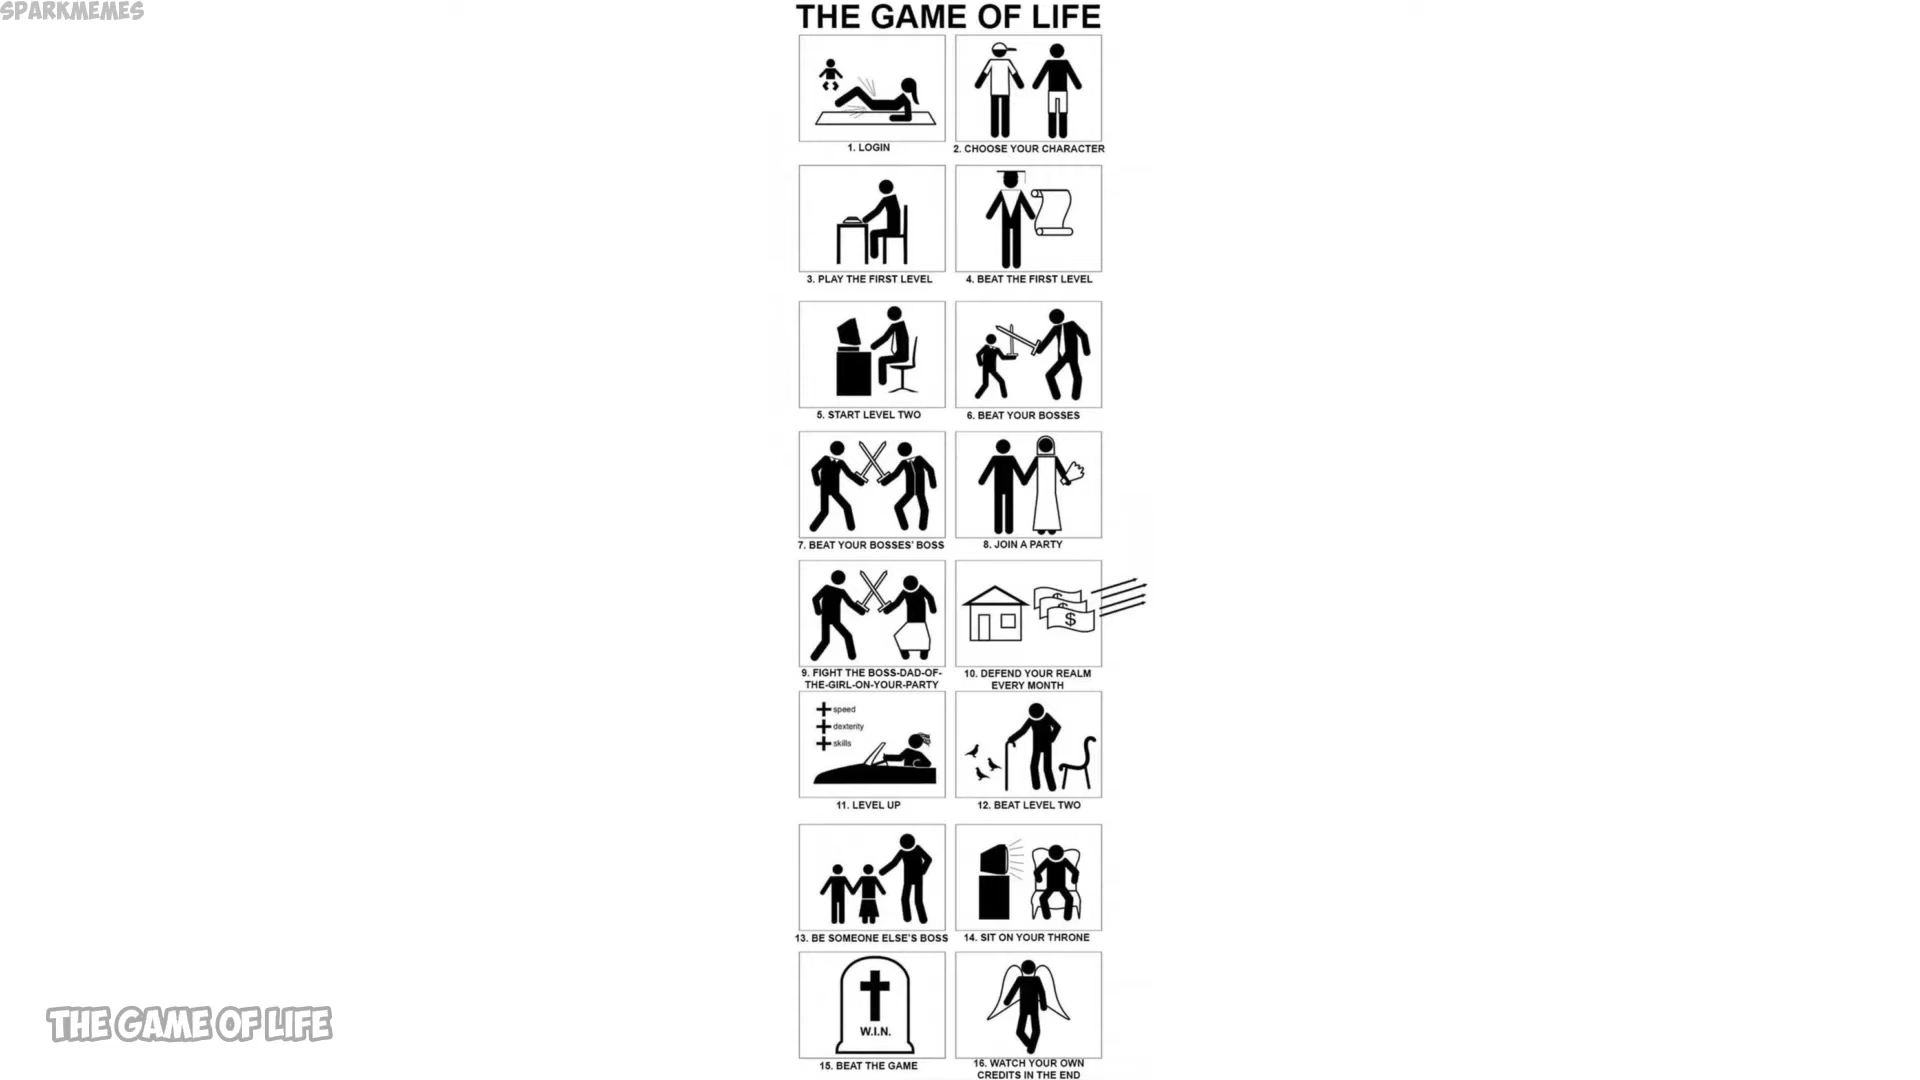 SPARKMEMES
THE GAME OF LIFE
1. LOGIN
2. CHOOSE YOUR CHARACTER
3. PLAY THE FIRST LEVEL
4. BEAT THE FIRST LEVEL
5. START LEVEL TWO
6. BEAT YOUR BOSSES
7. BEAT YOUR BOSSES' BOSS
8. JOIN A PARTY
9. FIGHT THE BOSS-DAD-OF-
THE-GIRL-ON-YOUR-PARTY
$
$
$
10. DEFEND YOUR REALM
EVERY MONTH
+ speed
+ dexterity
+ skills
11. LEVEL UP
12. BEAT LEVEL TWO
13. BE SOMEONE ELSE'S BOSS
14. SIT ON YOUR THRONE
W.I.N.
15. BEAT THE GAME
16. WATCH YOUR OWN
CREDITS IN THE END
THE GAME OF LIFE